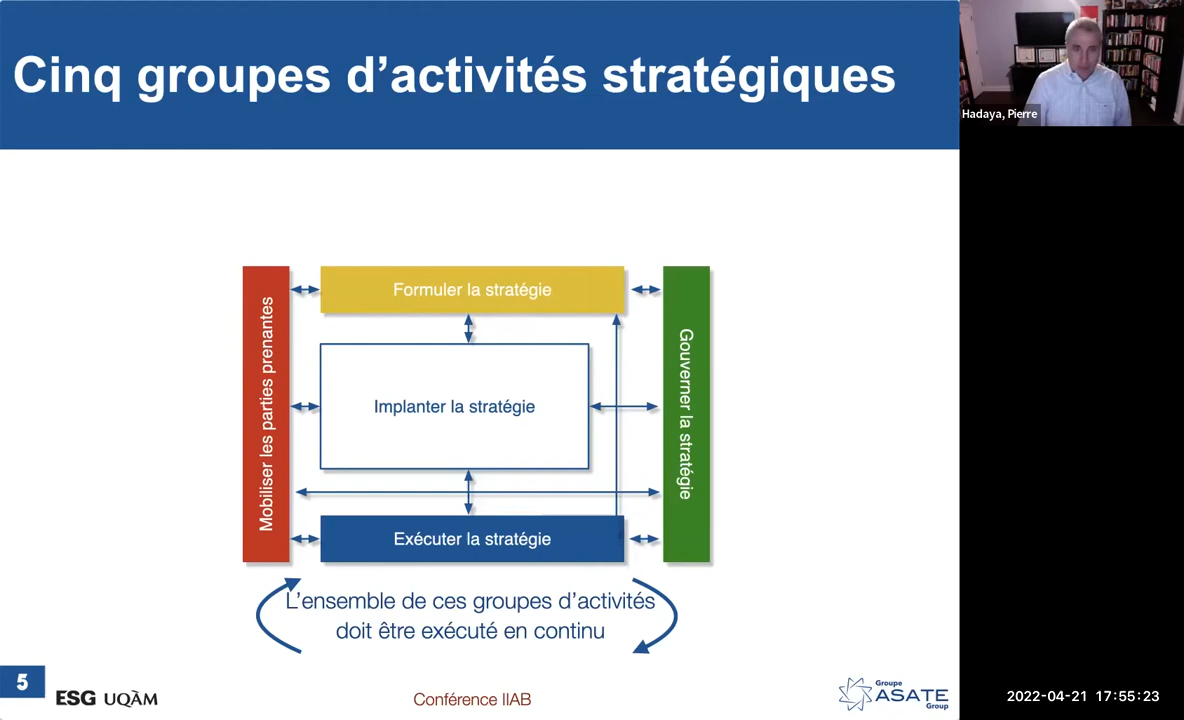 Cinq groupes d’activités stratégiques
Hadaya, Pierre
Formuler la stratégie
Mobiliser les parties prenantes
Implanter la stratégie
Gouverner la stratégie
Exécuter la stratégie
L’ensemble de ces groupes d’activités
doit être exécuté en continu
5
ESG UQÀM
Conférence IIAB
Groupe
ASATE
Group
2022-04-21 17:55:23